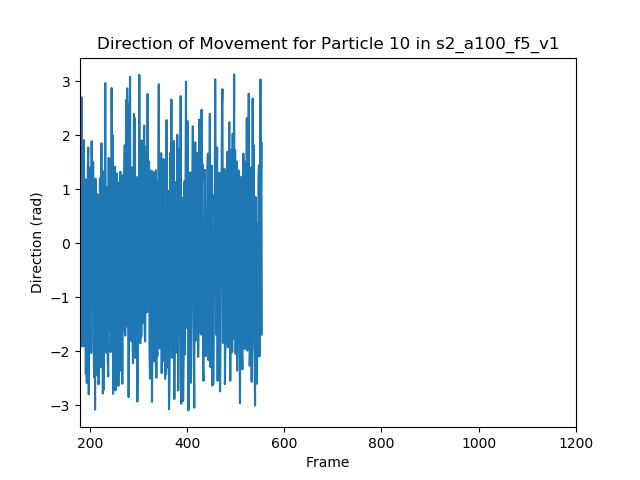 Direction of Movement for Particle 10 in s2_a100_f5_v1
Direction (rad)
3
2
1
0
−1
−2
−3
200 400 600 800 1000 1200
Frame